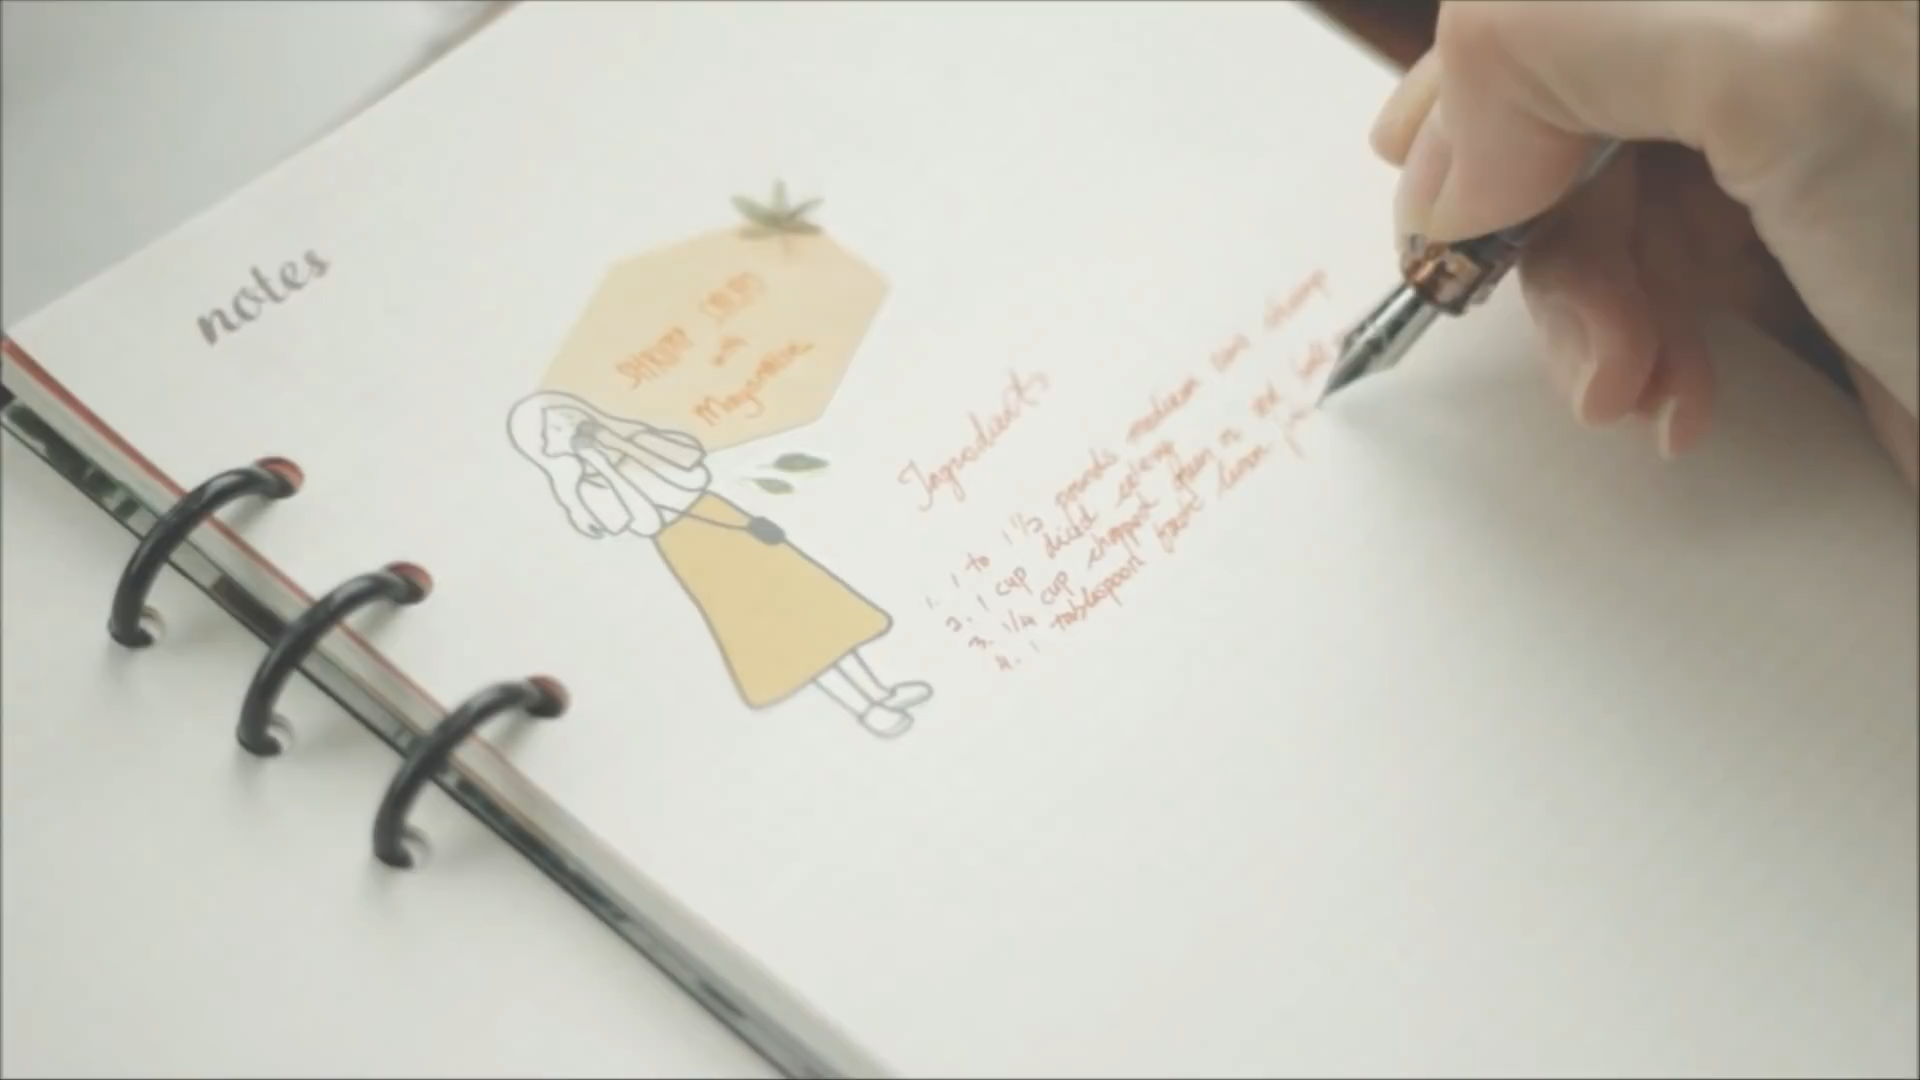 notes
SHRIMP SALAD
with
Mayonnaise
Ingredients
1. 1 to 1 1/2 pounds medium raw shrimp
2. 1 cup diced celery
3. 1/4 cup chopped green or red
4. 1 tablespoon fresh lemon